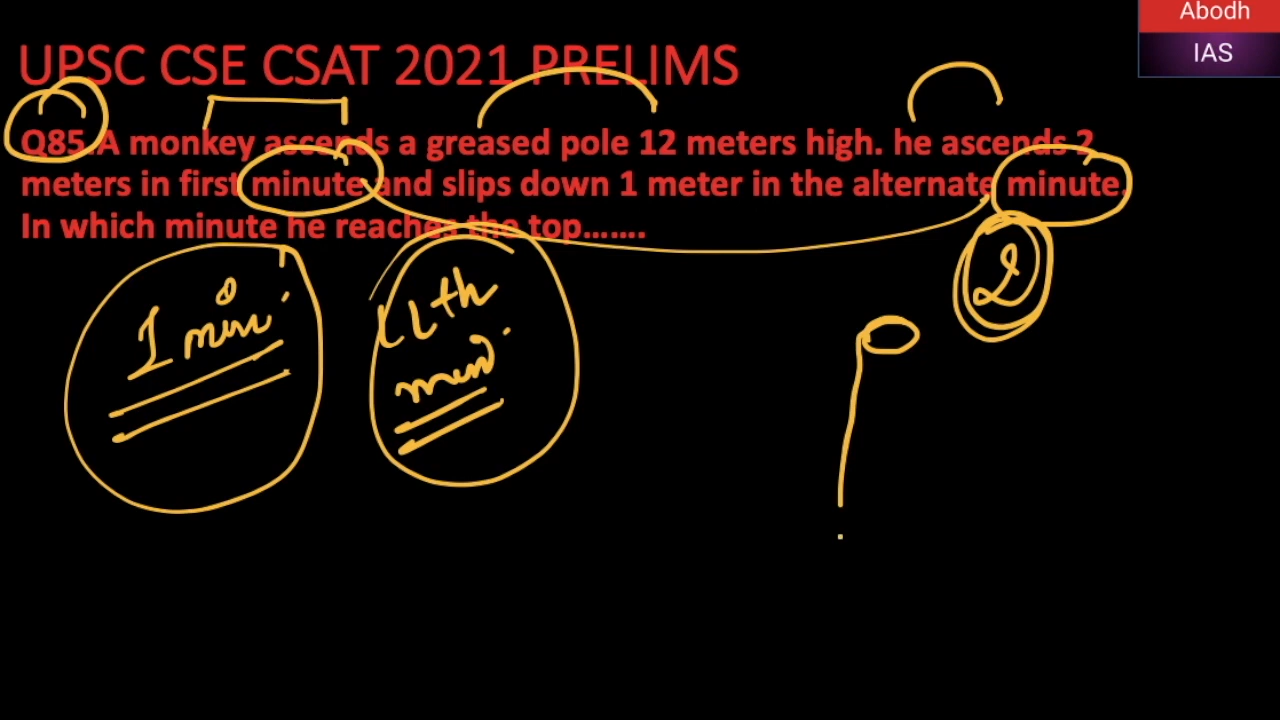 Abodh
IAS
UPSC CSE CSAT 2021 PRELIMS
Q85.A monkey ascends a greased pole 12 meters high. he ascends 2
meters in first minute and slips down 1 meter in the alternate minute.
In which minute he reaches the top.......
I min.
11th
min.
2